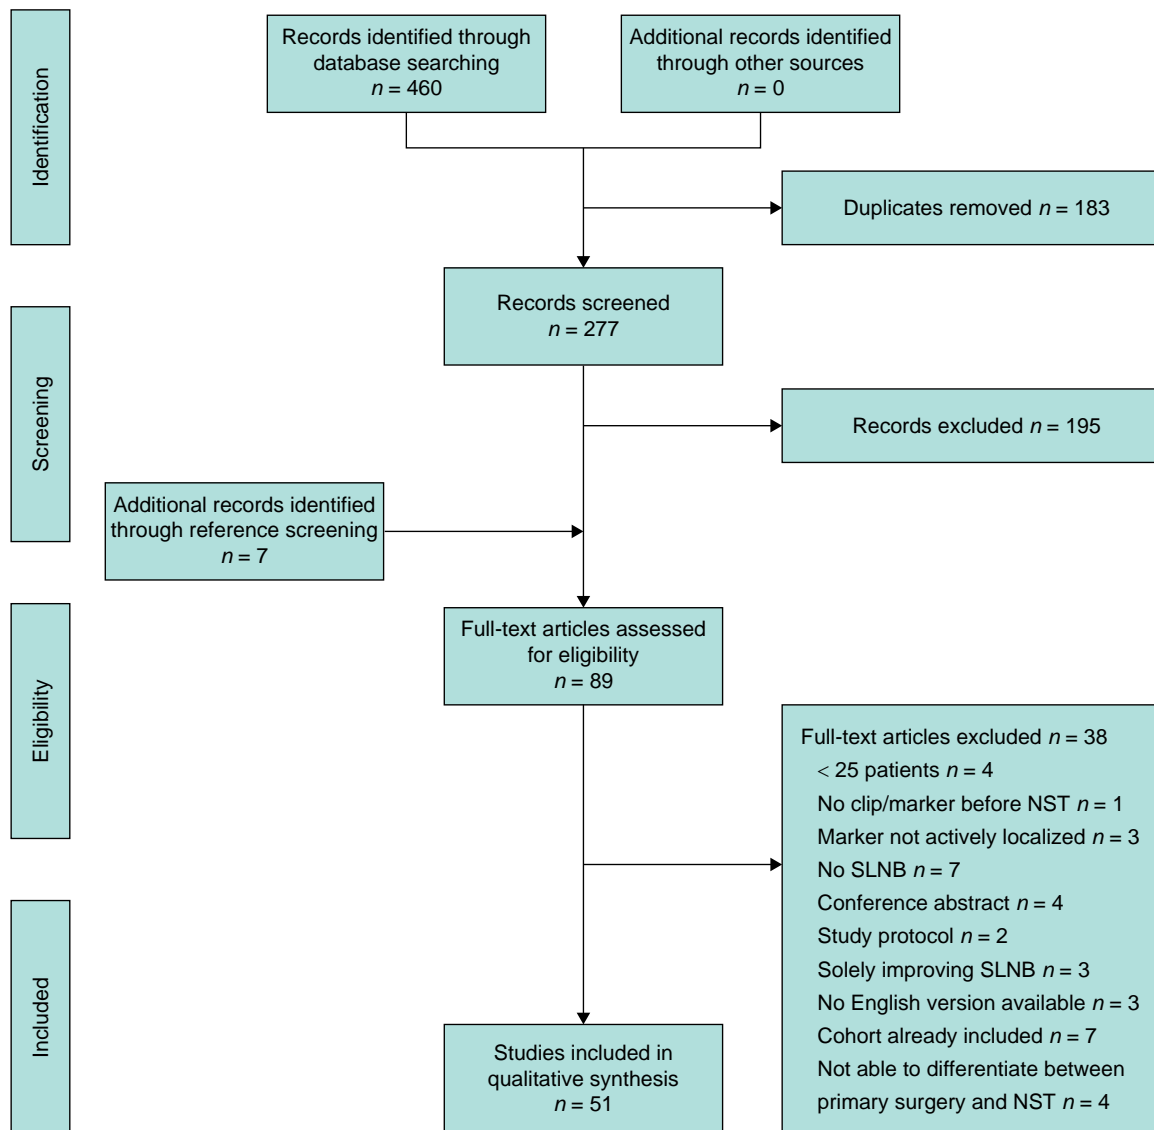 Identification
Records identified through
database searching
n = 460
Additional records identified
through other sources
n = 0
Duplicates removed n = 183
Screening
Records screened
n = 277
Records excluded n = 195
Additional records identified
through reference screening
n = 7
Eligibility
Full-text articles assessed
for eligibility
n = 89
Full-text articles excluded n = 38
< 25 patients n = 4
No clip/marker before NST n = 1
Marker not actively localized n = 3
No SLNB n = 7
Conference abstract n = 4
Study protocol n = 2
Solely improving SLNB n = 3
No English version available n = 3
Cohort already included n = 7
Not able to differentiate between
primary surgery and NST n = 4
Included
Studies included in
qualitative synthesis
n = 51